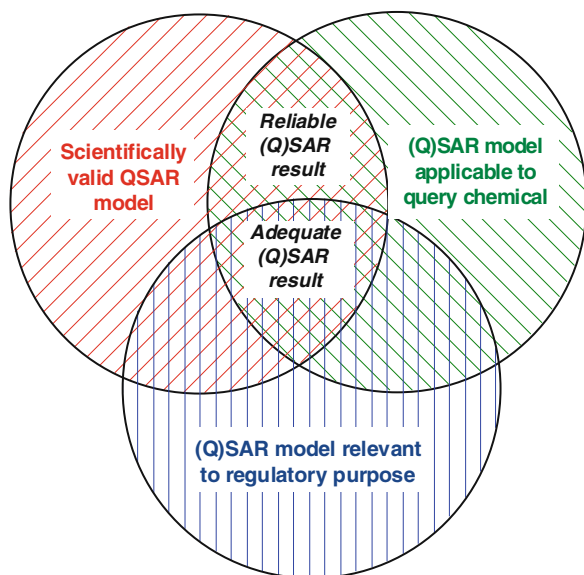 Reliable
(Q)SAR
result
Scientifically
valid QSAR
model
(Q)SAR model
applicable to
query chemical
Adequate
(Q)SAR
result
(Q)SAR model relevant
to regulatory purpose